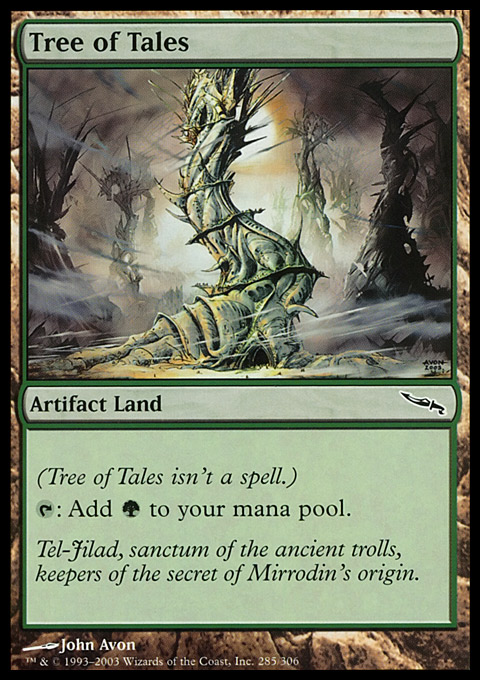 Tree of Tales
AVON
2003
Artifact Land
(Tree of Tales isn't a spell.)
: Add to your mana pool.
Tel-Jilad, sanctum of the ancient trolls,
keepers of the secret of Mirrodin's origin.
John Avon
™ & © 1993–2003 Wizards of the Coast, Inc. 285/306